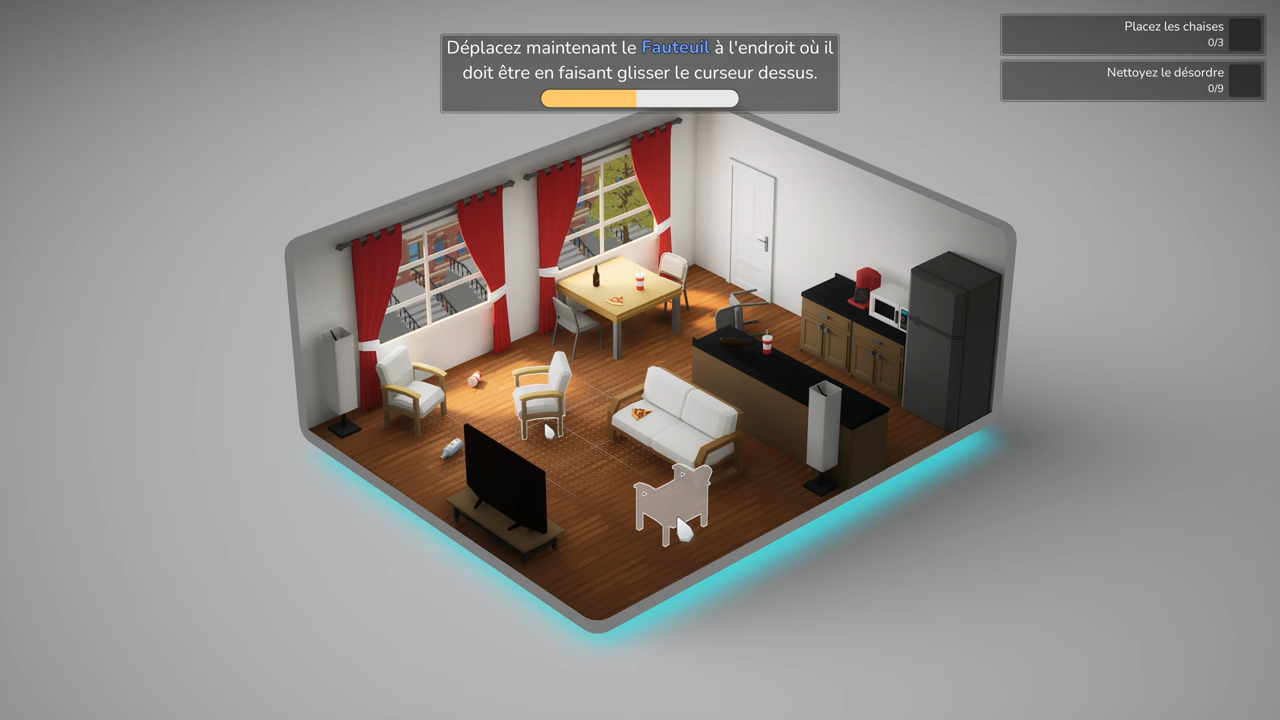 Déplacez maintenant le Fauteuil à l'endroit où il
doit être en faisant glisser le curseur dessus.
Placez les chaises
0/3
Nettoyez le désordre
0/9